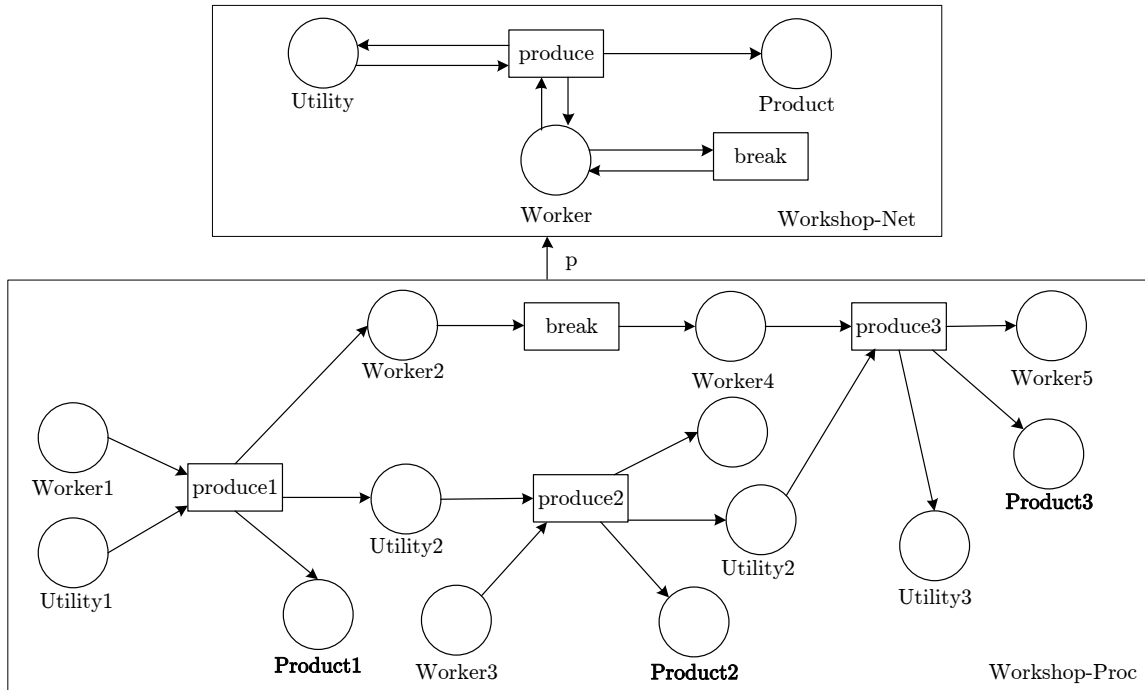 produce
Utility
Product
break
Worker
Workshop-Net
p
break
produce3
Worker2
Worker4
Worker5
Worker1
produce1
produce2
Product3
Utility2
Utility2
Utility1
Utility3
Product1
Worker3
Product2
Workshop-Proc